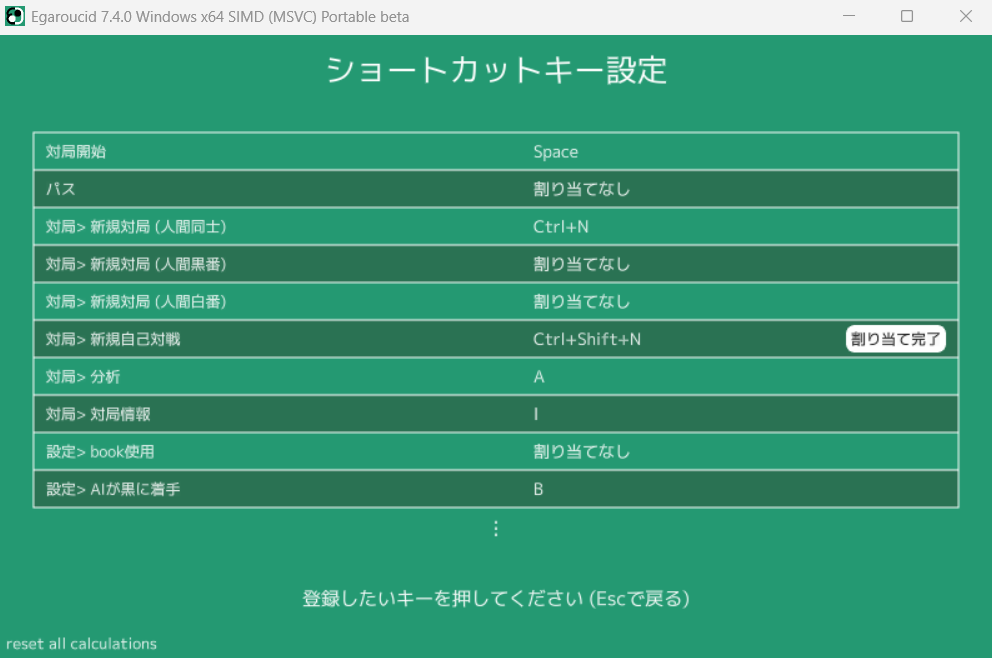 Egaroucid 7.4.0 Windows x64 SIMD (MSVC) Portable beta
ショートカットキー設定
対局開始 Space
パス 割り当てなし
対局> 新規対局 (人間同士) Ctrl+N
対局> 新規対局 (人間黒番) 割り当てなし
対局> 新規対局 (人間白番) 割り当てなし
対局> 新規自己対戦 Ctrl+Shift+N 割り当て完了
対局> 分析 A
対局> 対局情報 I
設定> book使用 割り当てなし
設定> AIが黒に着手 B
⋮
登録したいキーを押してください (Escで戻る)
reset all calculations